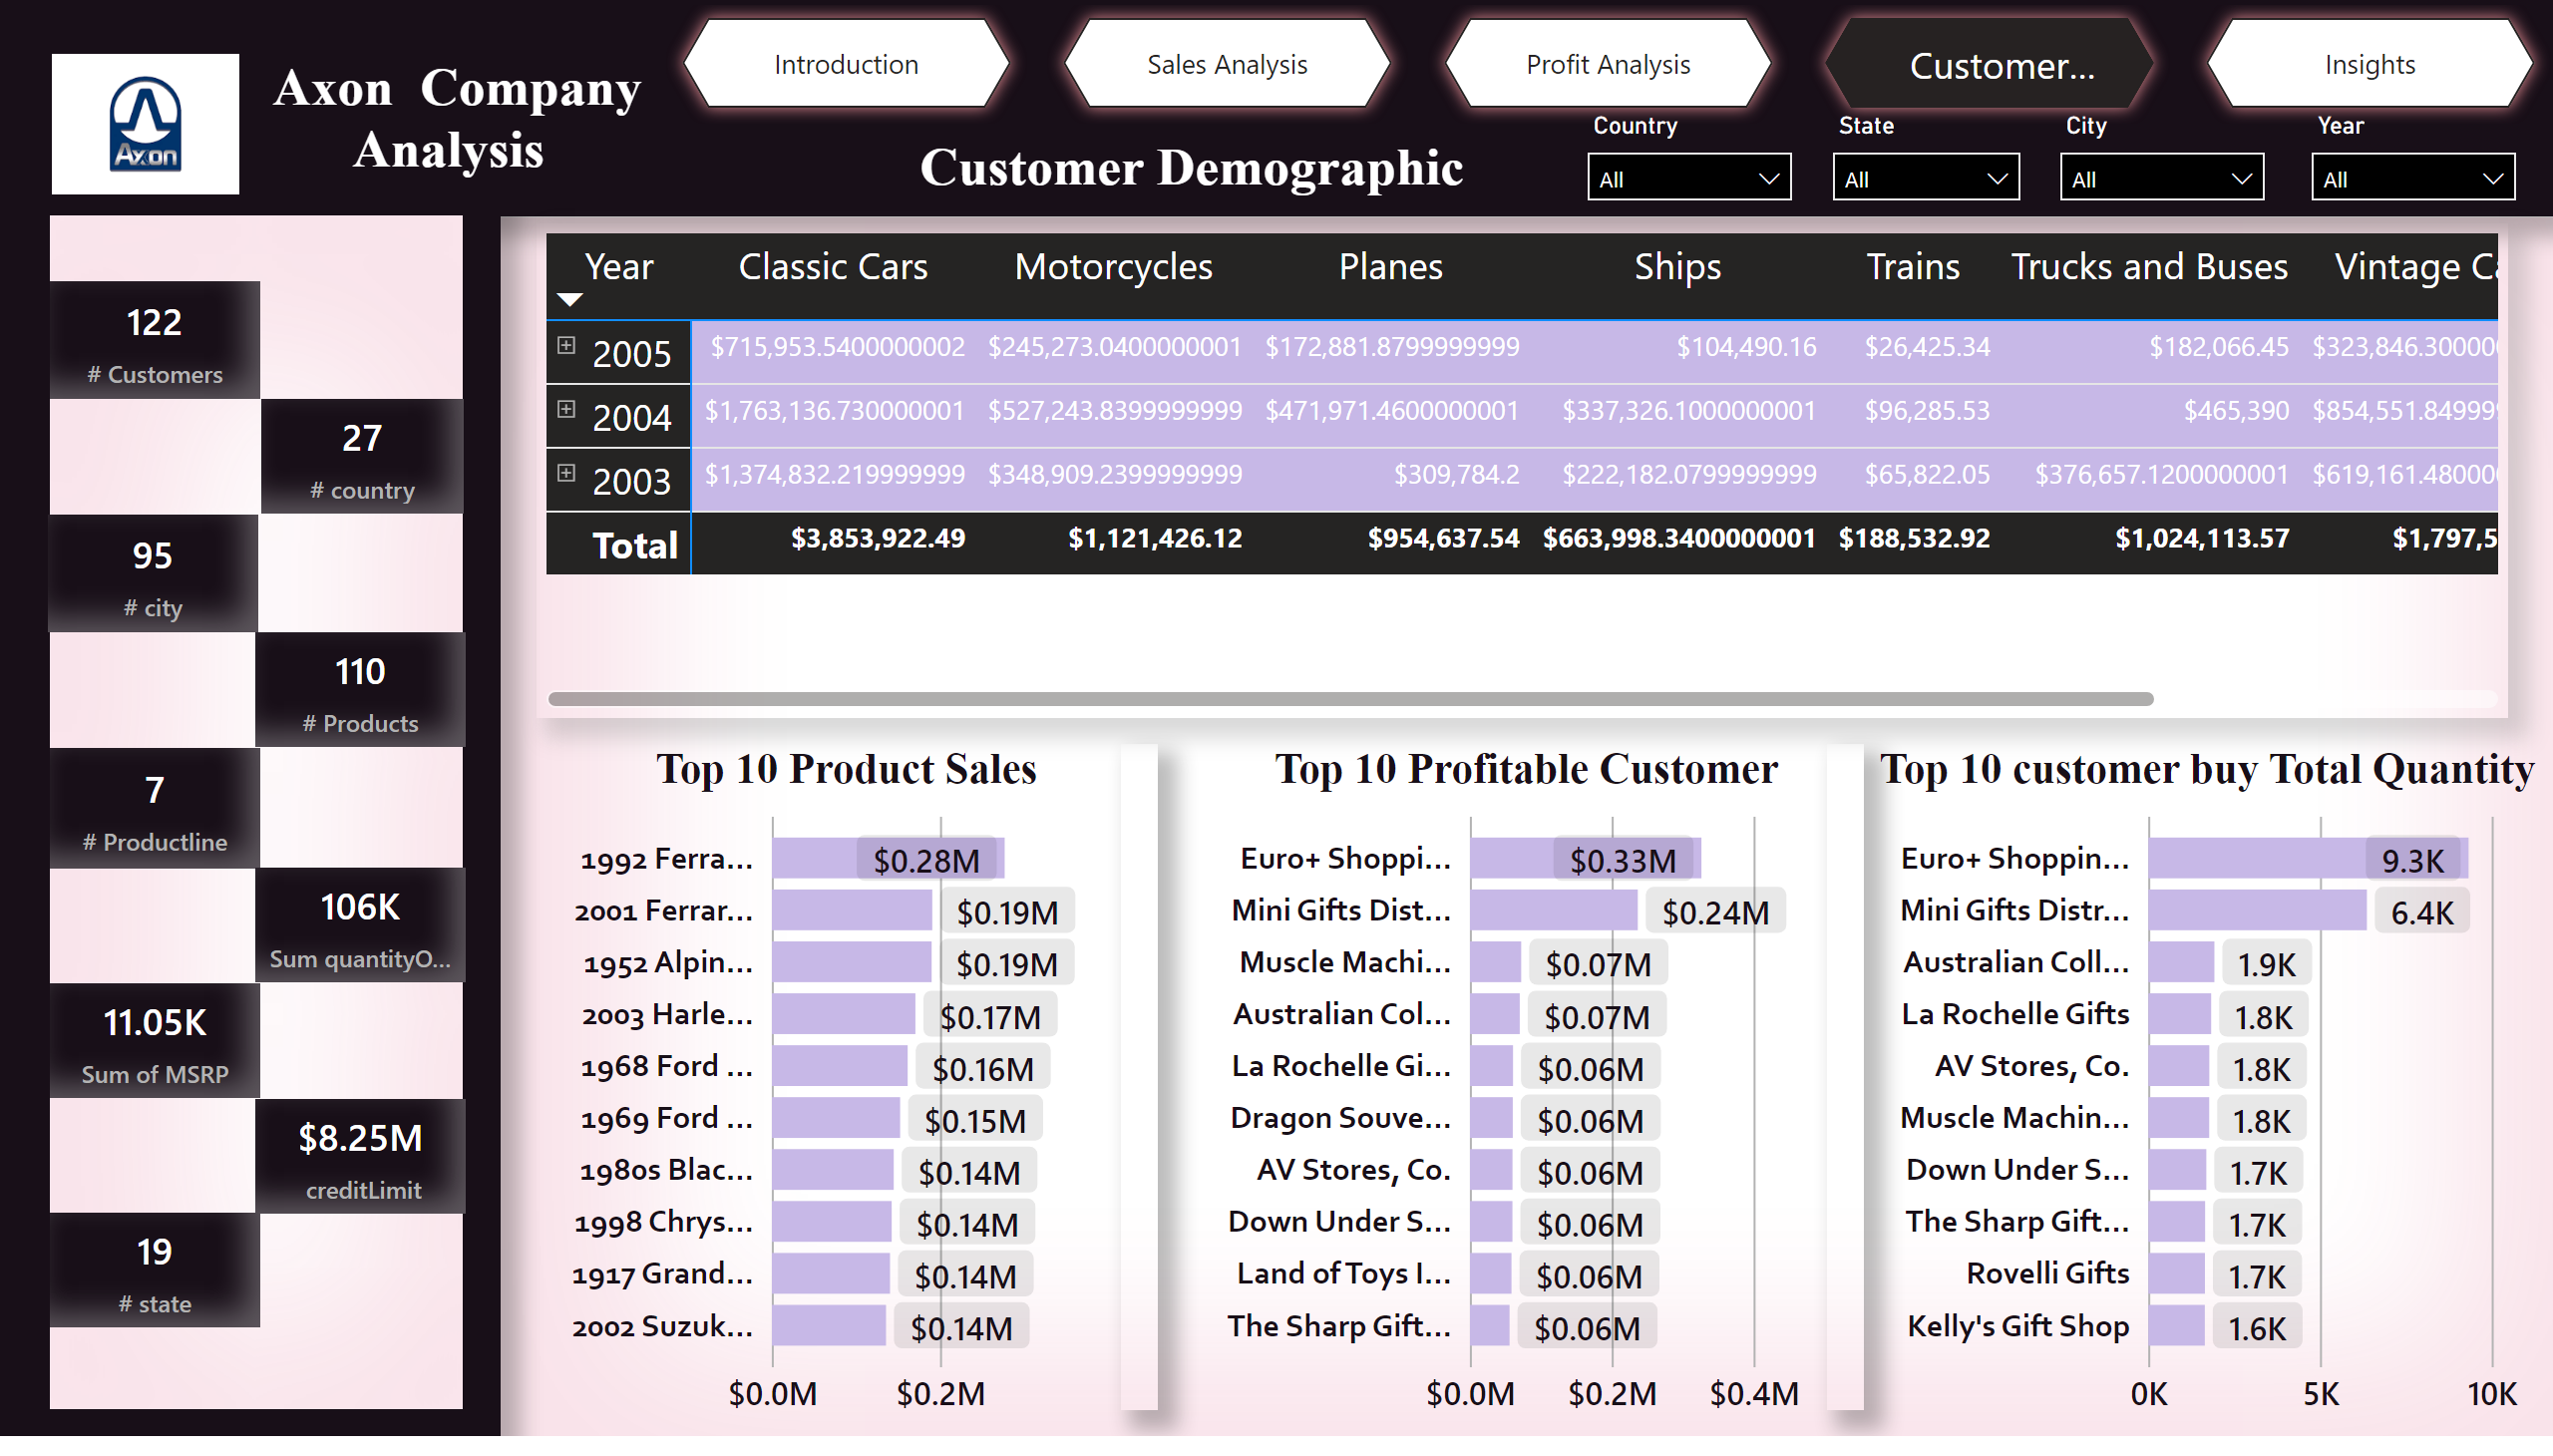 Axon
Axon Company
Analysis
Introduction
Sales Analysis
Profit Analysis
Customer...
Insights
Customer Demographic
Country
State
City
Year
All
All
All
All
122
# Customers
27
# country
95
# city
110
# Products
7
# Productline
106K
Sum quantityO...
11.05K
Sum of MSRP
$8.25M
creditLimit
19
# state
Year Classic Cars Motorcycles Planes Ships Trains Trucks and Buses Vintage Ca
2005 $715,953.5400000002 $245,273.0400000001 $172,881.8799999999 $104,490.16 $26,425.34 $182,066.45 $323,846.30000
2004 $1,763,136.730000001 $527,243.8399999999 $471,971.4600000001 $337,326.1000000001 $96,285.53 $465,390 $854,551.84999
2003 $1,374,832.219999999 $348,909.2399999999 $309,784.2 $222,182.0799999999 $65,822.05 $376,657.1200000001 $619,161.48000
Total $3,853,922.49 $1,121,426.12 $954,637.54 $663,998.3400000001 $188,532.92 $1,024,113.57 $1,797,5
Top 10 Product Sales
1992 Ferra... $0.28M
2001 Ferrar... $0.19M
1952 Alpin... $0.19M
2003 Harle... $0.17M
1968 Ford ... $0.16M
1969 Ford ... $0.15M
1980s Blac... $0.14M
1998 Chrys... $0.14M
1917 Grand... $0.14M
2002 Suzuk... $0.14M
$0.0M $0.2M
Top 10 Profitable Customer
Euro+ Shoppi... $0.33M
Mini Gifts Dist... $0.24M
Muscle Machi... $0.07M
Australian Col... $0.07M
La Rochelle Gi... $0.06M
Dragon Souve... $0.06M
AV Stores, Co. $0.06M
Down Under S... $0.06M
Land of Toys I... $0.06M
The Sharp Gift... $0.06M
$0.0M $0.2M $0.4M
Top 10 customer buy Total Quantity
Euro+ Shoppin... 9.3K
Mini Gifts Distr... 6.4K
Australian Coll... 1.9K
La Rochelle Gifts 1.8K
AV Stores, Co. 1.8K
Muscle Machin... 1.8K
Down Under S... 1.7K
The Sharp Gift... 1.7K
Rovelli Gifts 1.7K
Kelly's Gift Shop 1.6K
0K 5K 10K